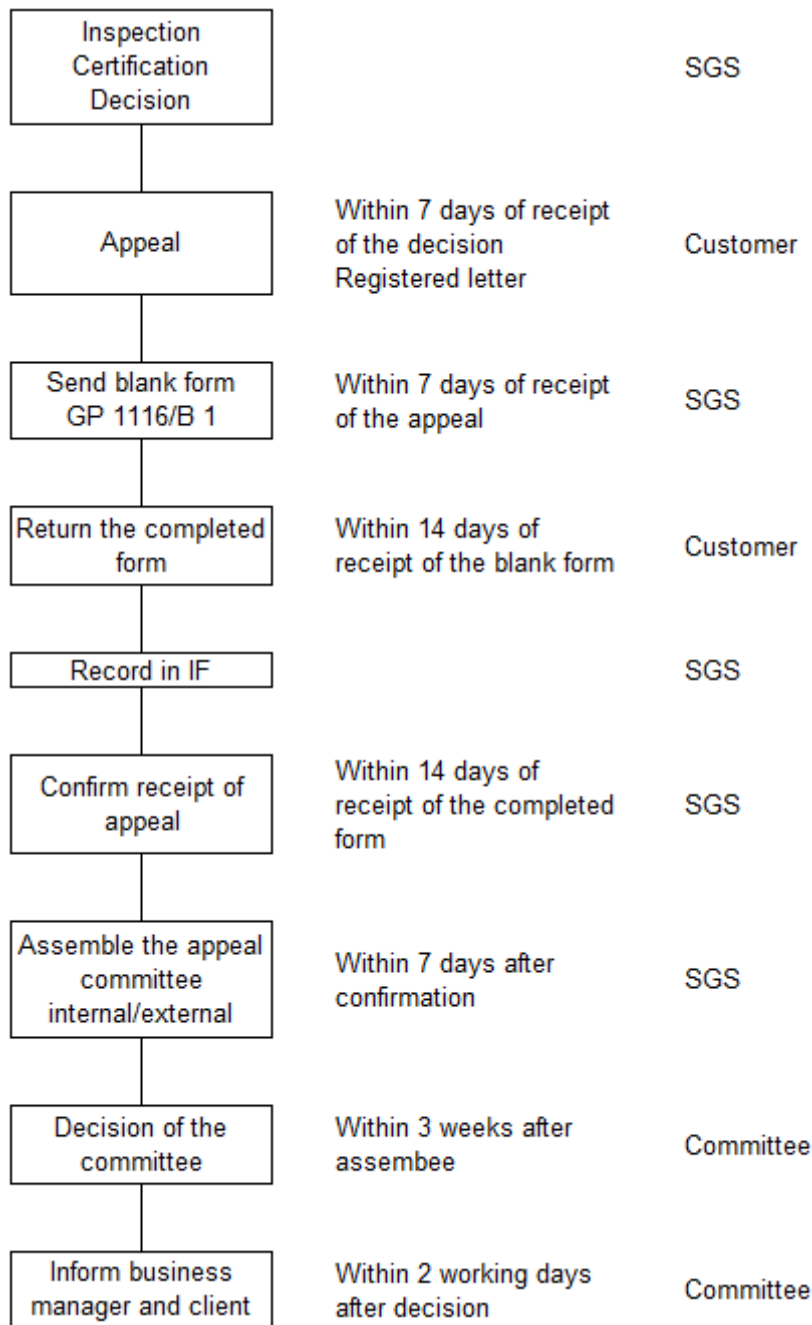 Inspection
Certification
Decision
SGS
Appeal
Within 7 days of receipt
of the decision
Registered letter
Customer
Send blank form
GP 1116/B 1
Within 7 days of receipt
of the appeal
SGS
Return the completed
form
Within 14 days of
receipt of the blank form
Customer
Record in IF
SGS
Confirm receipt of
appeal
Within 14 days of
receipt of the completed
form
SGS
Assemble the appeal
committee
internal/external
Within 7 days after
confirmation
SGS
Decision of the
committee
Within 3 weeks after
assembee
Committee
Inform business
manager and client
Within 2 working days
after decision
Committee